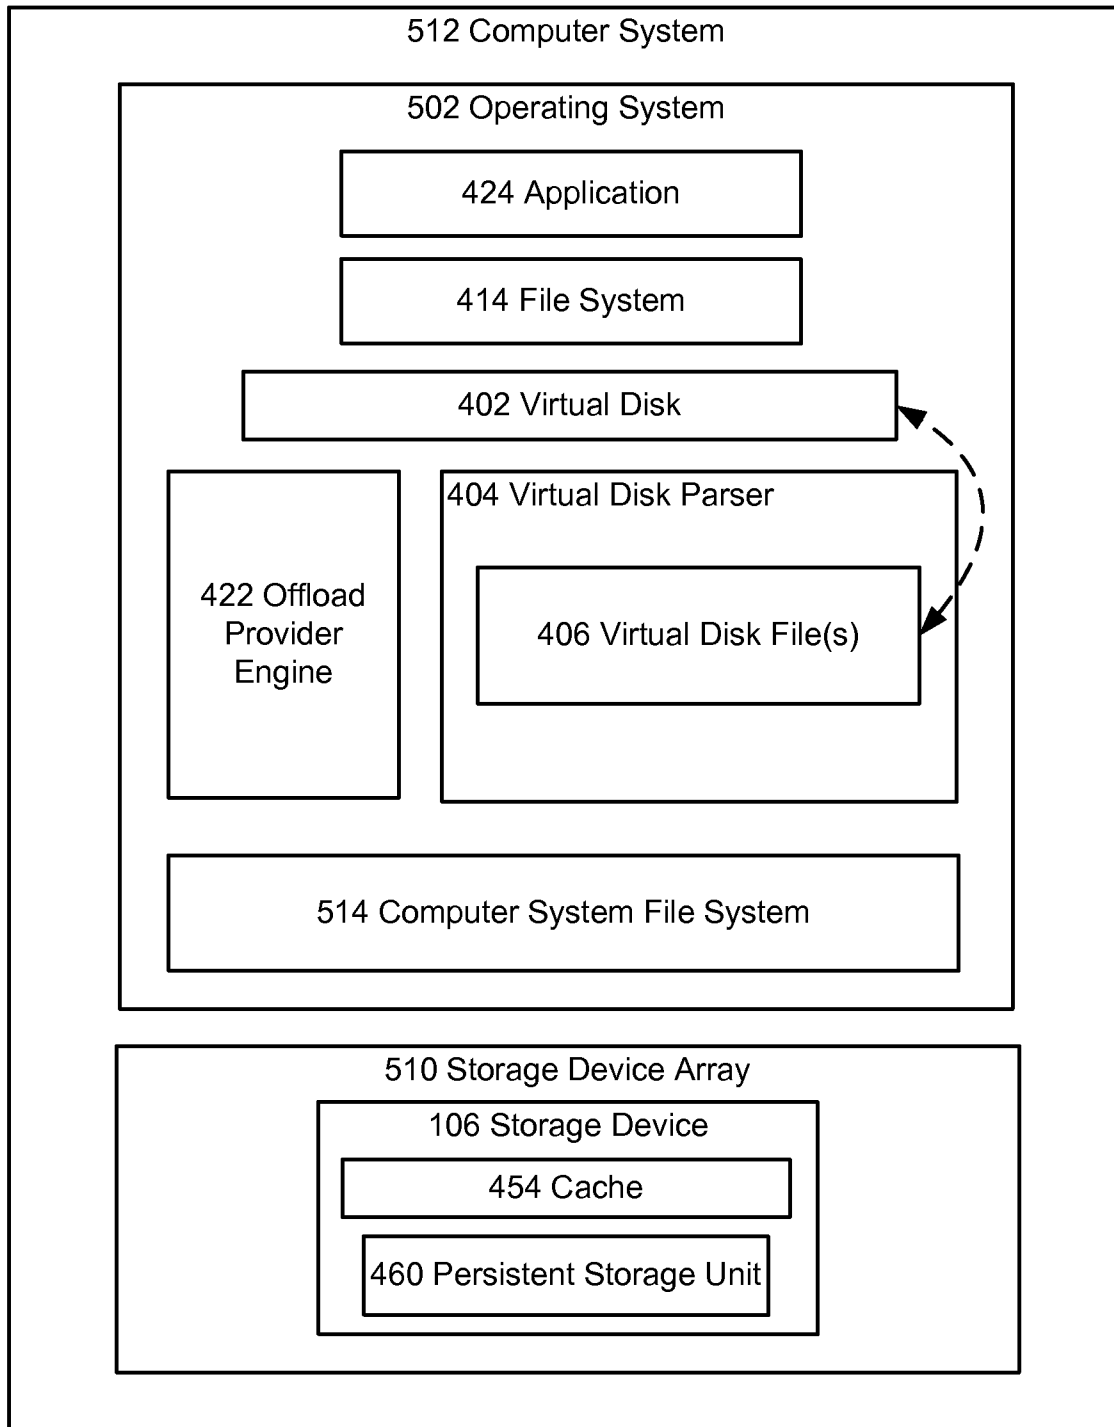 512 Computer System
502 Operating System
424 Application
414 File System
402 Virtual Disk
404 Virtual Disk Parser
422 Offload
Provider
Engine
406 Virtual Disk File(s)
514 Computer System File System
510 Storage Device Array
106 Storage Device
454 Cache
460 Persistent Storage Unit